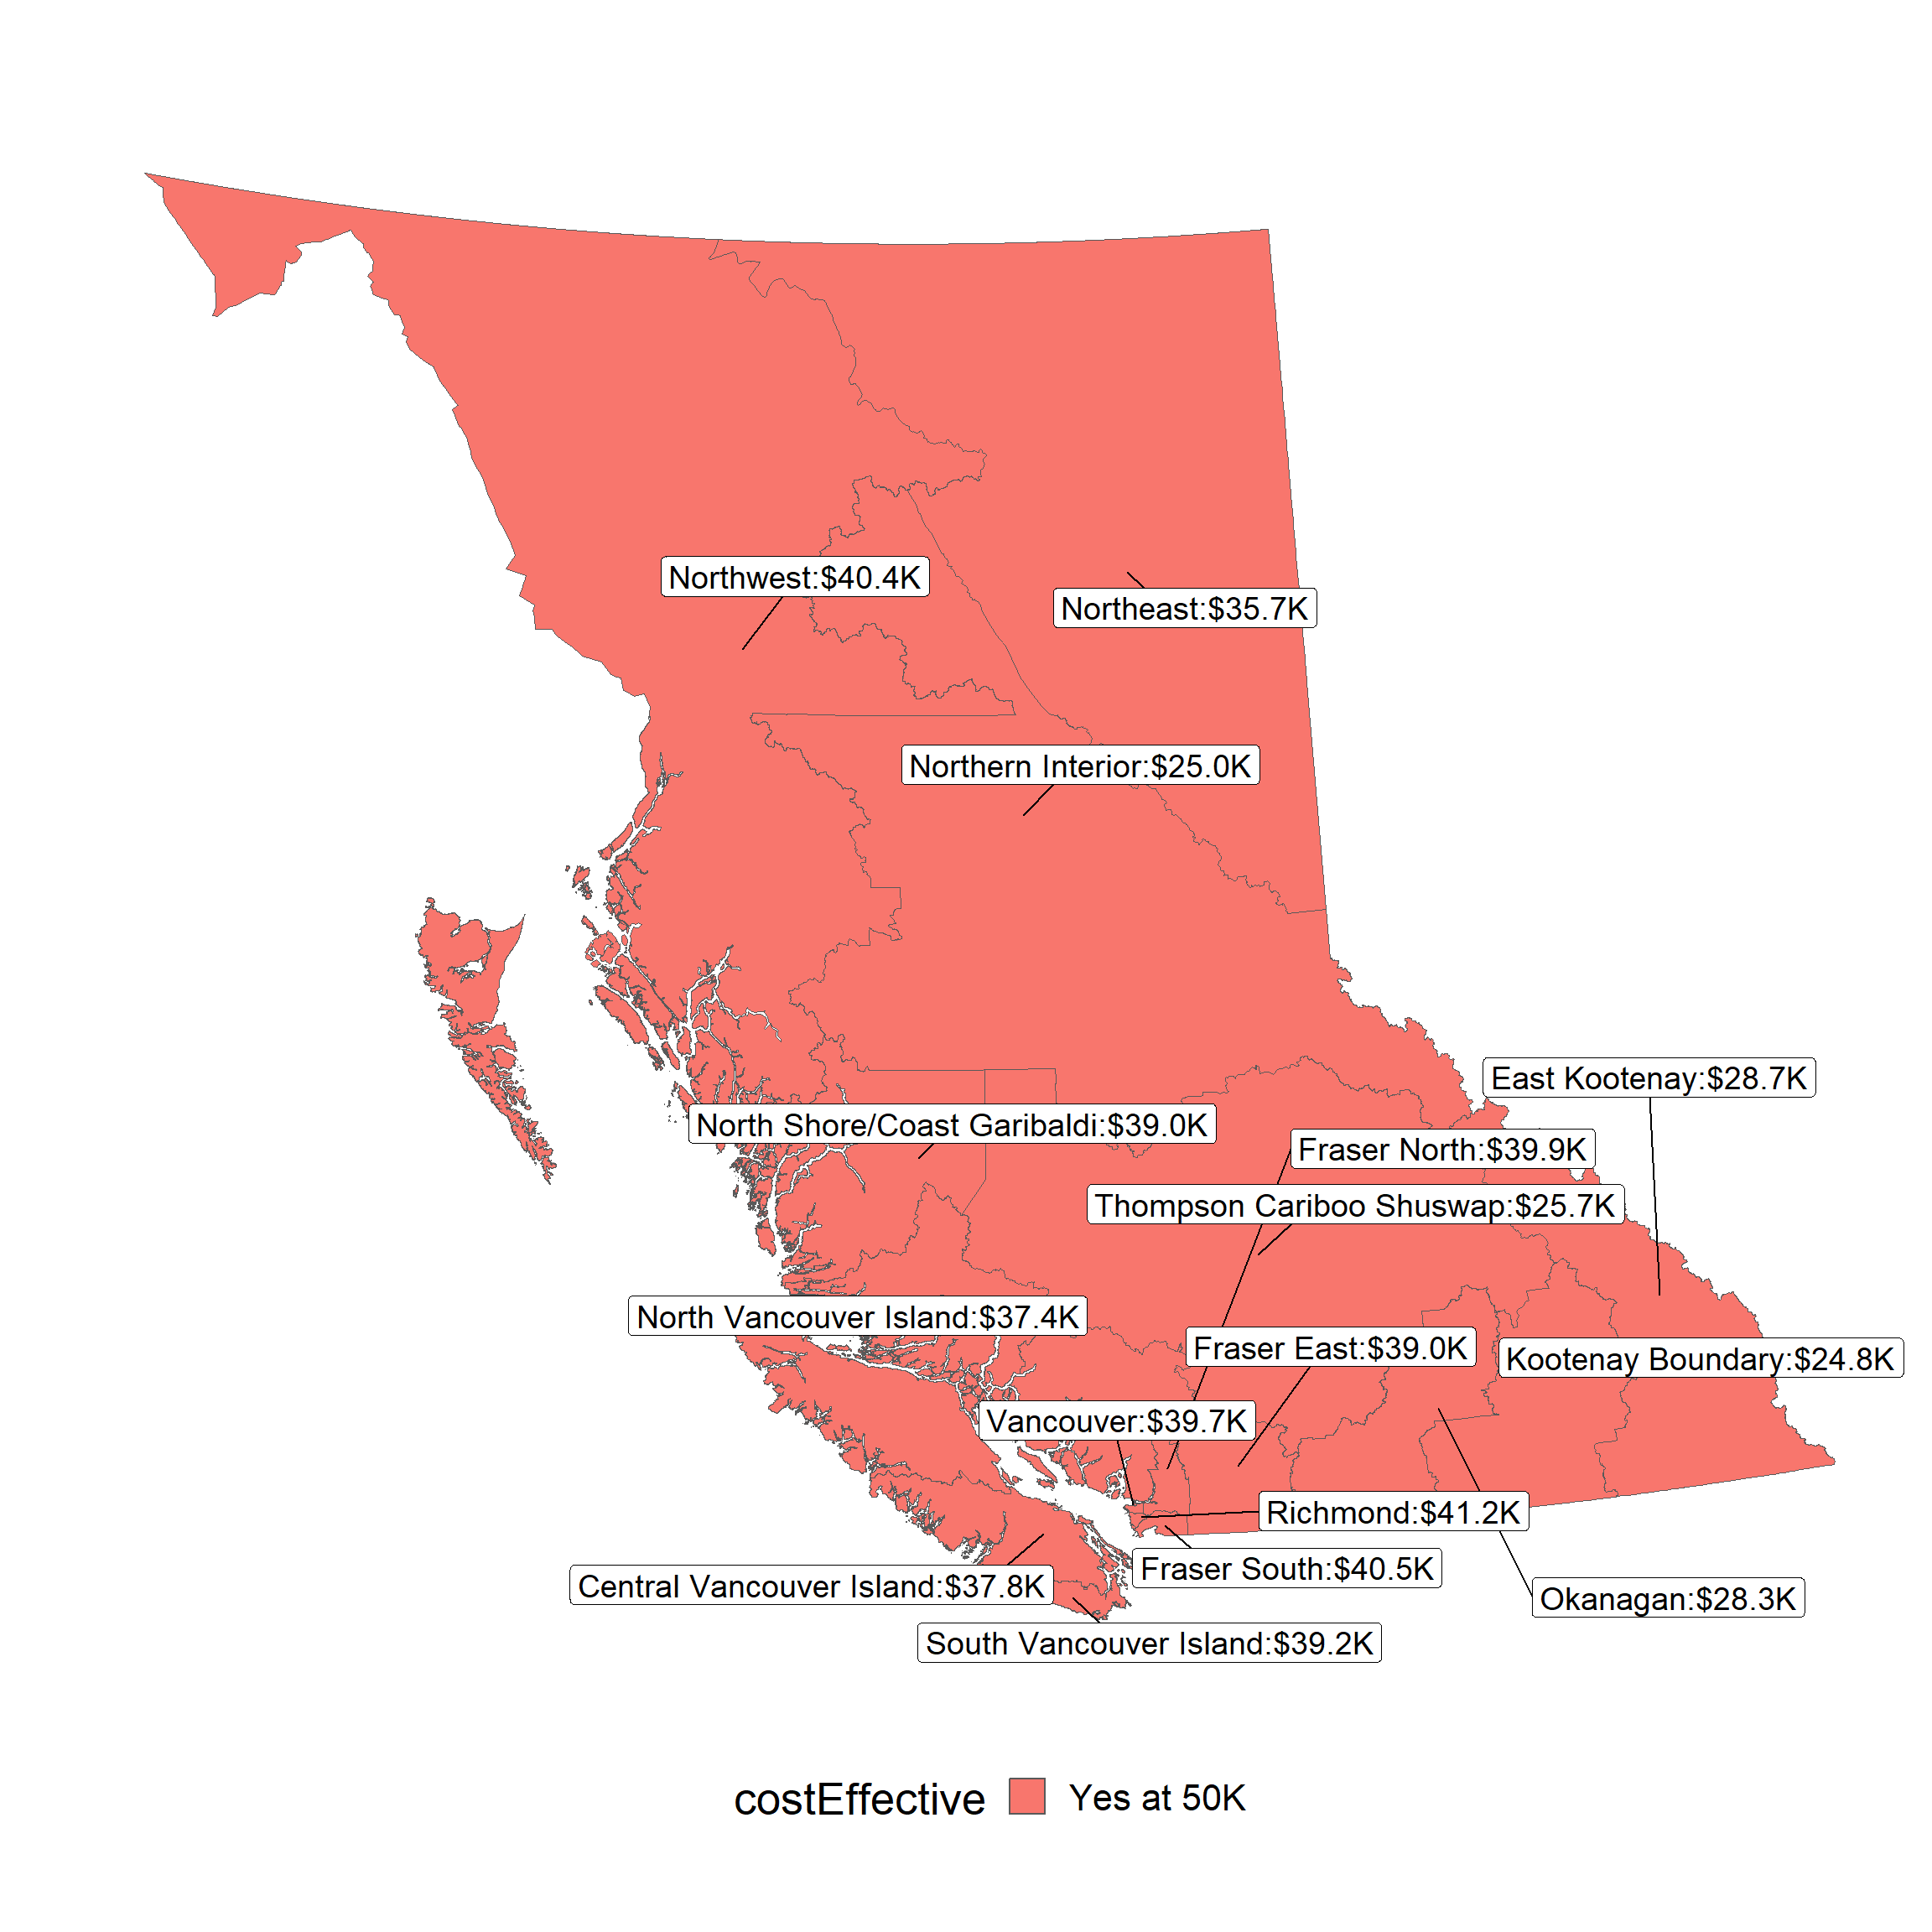 Northwest:$40.4K
Northeast:$35.7K
Northern Interior:$25.0K
East Kootenay:$28.7K
North Shore/Coast Garibaldi:$39.0K
Fraser North:$39.9K
Thompson Cariboo Shuswap:$25.7K
North Vancouver Island:$37.4K
Fraser East:$39.0K
Kootenay Boundary:$24.8K
Vancouver:$39.7K
Richmond:$41.2K
Fraser South:$40.5K
Central Vancouver Island:$37.8K
Okanagan:$28.3K
South Vancouver Island:$39.2K
costEffective Yes at 50K